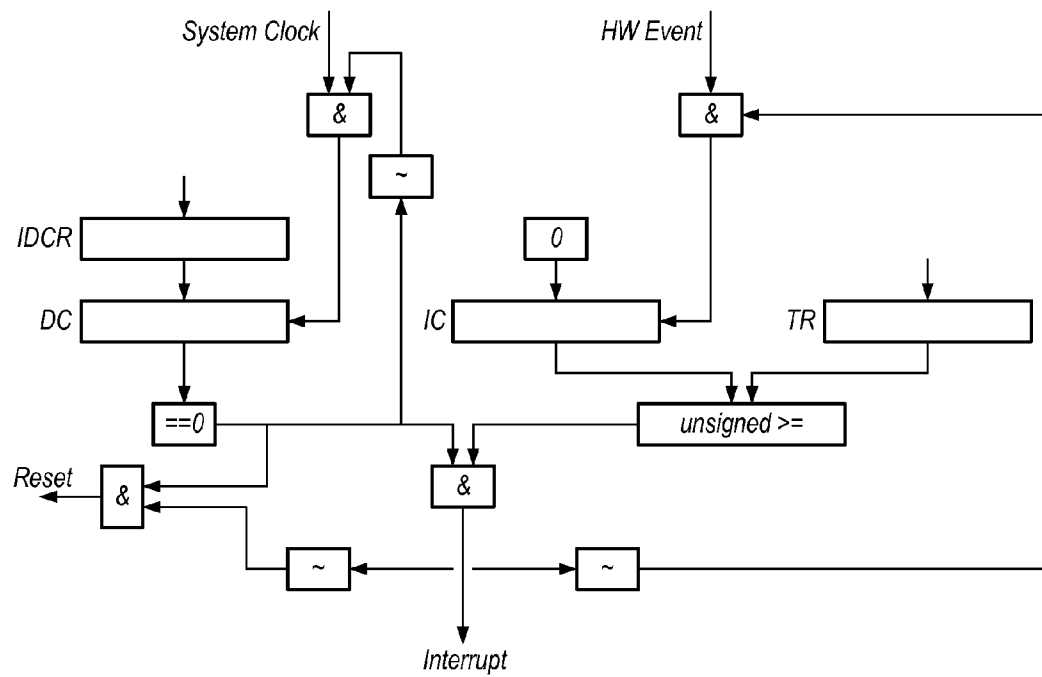 System Clock
HW Event
&
&
~
IDCR
0
DC
IC
TR
==0
unsigned >=
Reset
&
&
~
~
Interrupt